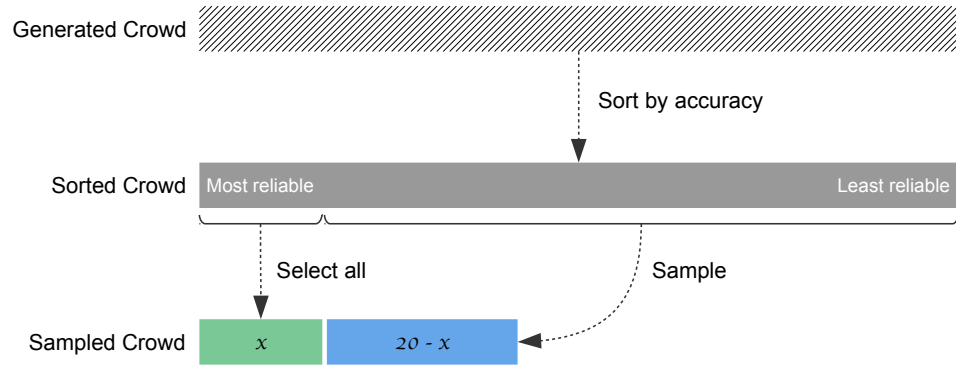 Generated Crowd
Sort by accuracy
Sorted Crowd
Most reliable
Least reliable
Select all
Sample
Sampled Crowd
x
20 - x